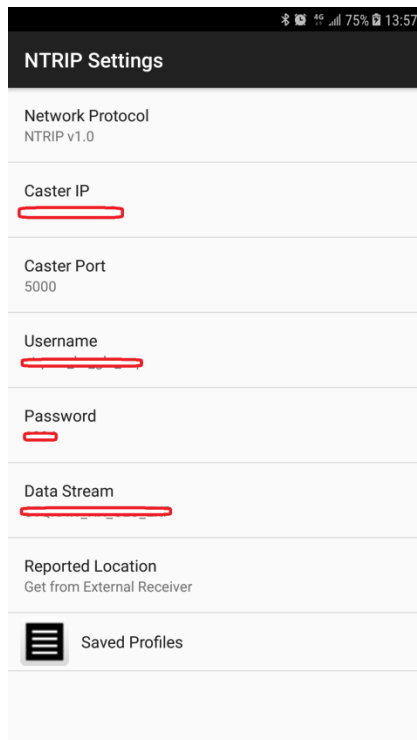 4G 75% 13:57
NTRIP Settings
Network Protocol
NTRIP v1.0
Caster IP
Caster Port
5000
Username
Password
Data Stream
Reported Location
Get from External Receiver
Saved Profiles